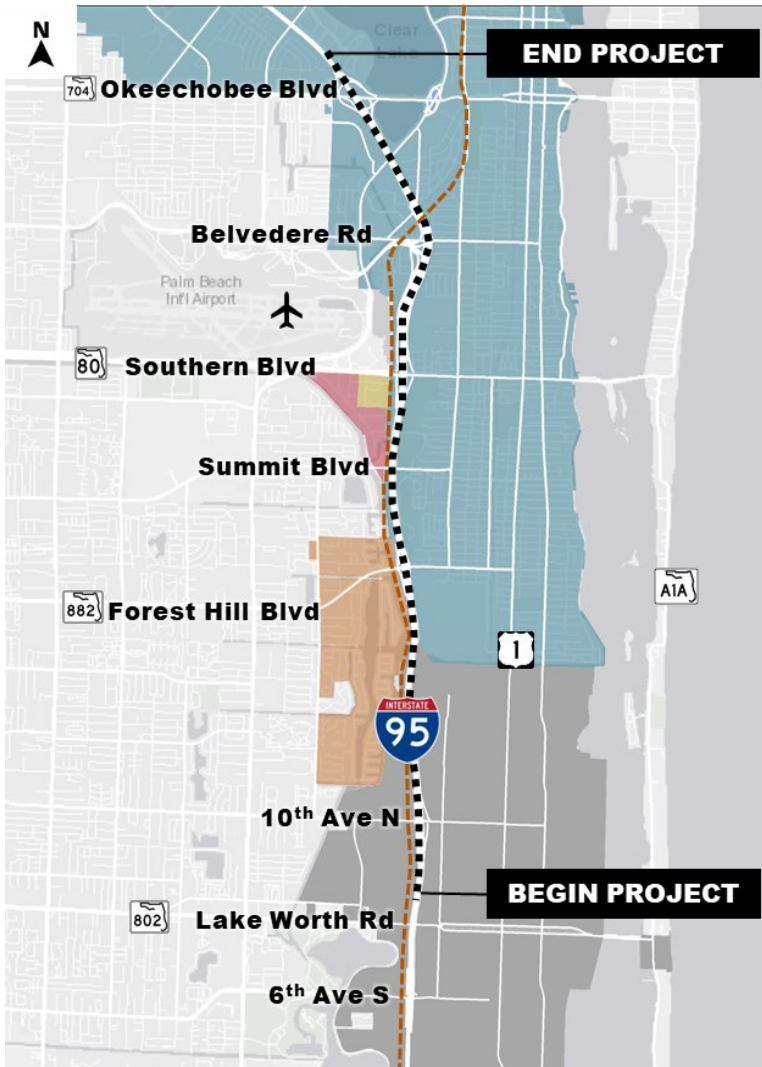 N
Clear
Lake
END PROJECT
704
Okeechobee Blvd
Belvedere Rd
Palm Beach
Int'l Airport
80
Southern Blvd
Summit Blvd
882
Forest Hill Blvd
A1A
1
INTERSTATE
95
10th Ave N
BEGIN PROJECT
802
Lake Worth Rd
6th Ave S